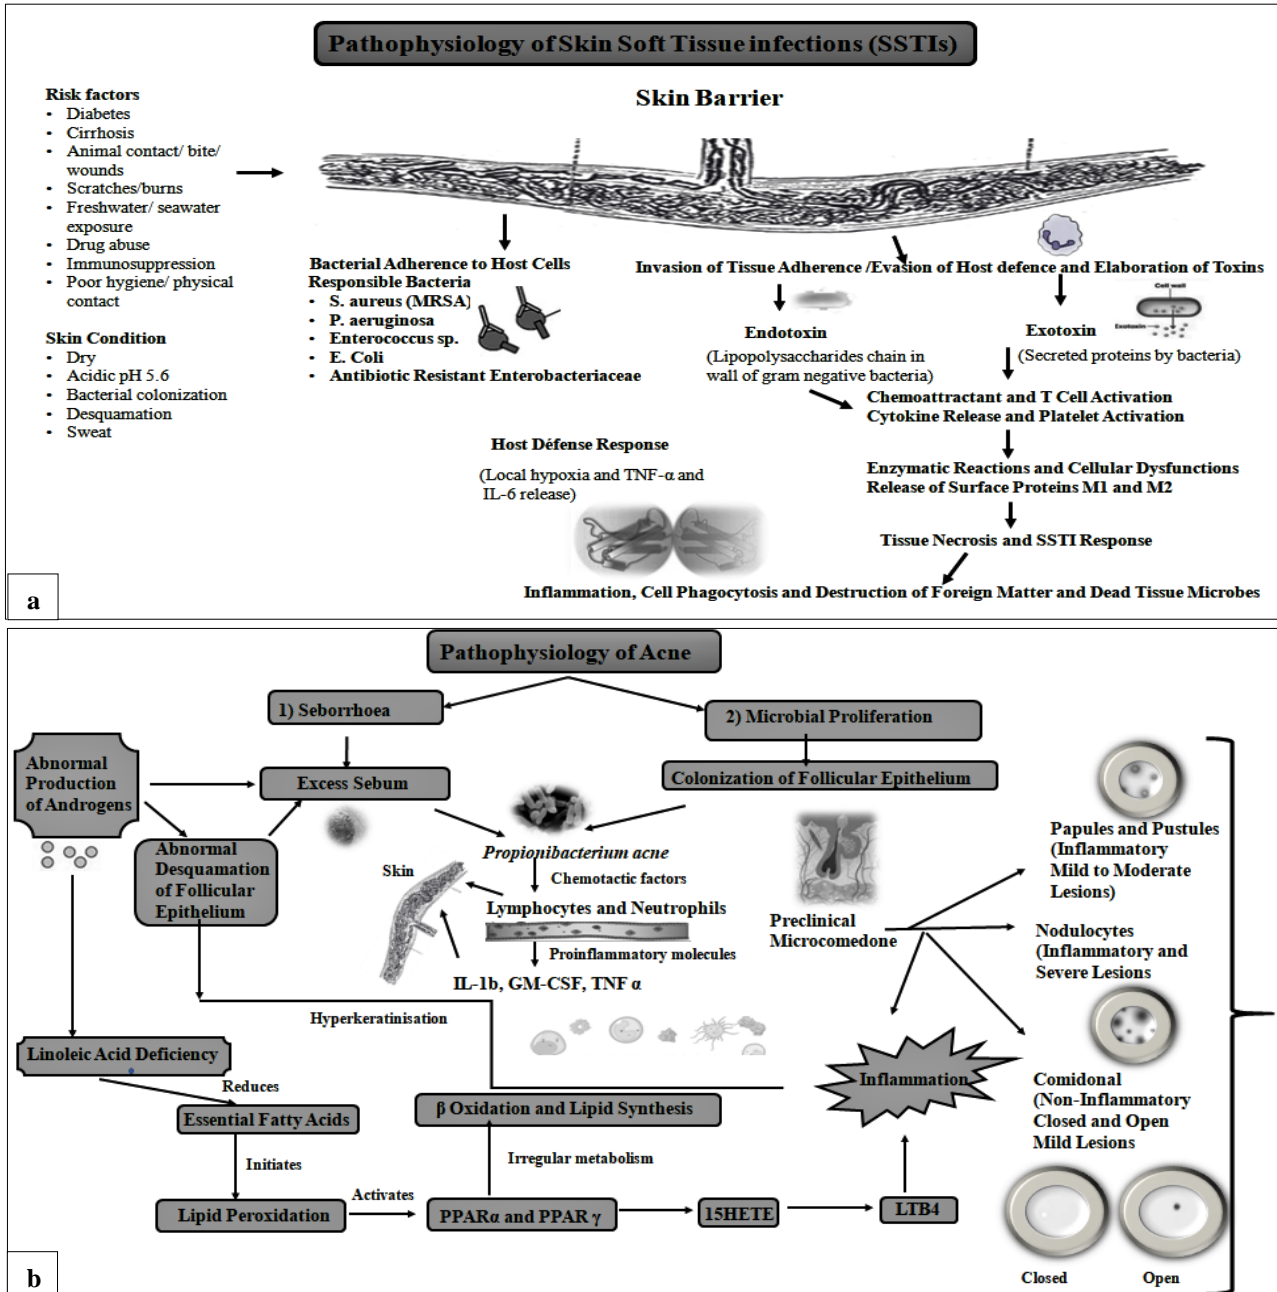 Pathophysiology of Skin Soft Tissue infections (SSTIs)
Skin Barrier
Risk factors
• Diabetes
• Cirrhosis
• Animal contact/ bite/
wounds
• Scratches/burns
• Freshwater/ seawater
exposure
• Drug abuse
• Immunosuppression
• Poor hygiene/ physical
contact
Skin Condition
• Dry
• Acidic pH 5.6
• Bacterial colonization
• Desquamation
• Sweat
Bacterial Adherence to Host Cells
Responsible Bacteria
• S. aureus (MRSA)
• P. aeruginosa
• Enterococcus sp.
• E. Coli
• Antibiotic Resistant Enterobacteriaceae
Invasion of Tissue Adherence /Evasion of Host defence and Elaboration of Toxins
Endotoxin
(Lipopolysaccharides chain in
wall of gram negative bacteria)
Cell wall
Exotoxin
Exotoxin
(Secreted proteins by bacteria)
Chemoattractant and T Cell Activation
Cytokine Release and Platelet Activation
Host Défense Response
(Local hypoxia and TNF-α and
IL-6 release)
Enzymatic Reactions and Cellular Dysfunctions
Release of Surface Proteins M1 and M2
Tissue Necrosis and SSTI Response
Inflammation, Cell Phagocytosis and Destruction of Foreign Matter and Dead Tissue Microbes
a
Pathophysiology of Acne
1) Seborrhoea
2) Microbial Proliferation
Abnormal
Production
of Androgens
Excess Sebum
Colonization of Follicular Epithelium
Abnormal
Desquamation
of Follicular
Epithelium
Propionibacterium acne
Skin
Chemotactic factors
Lymphocytes and Neutrophils
Proinflammatory molecules
IL-1b, GM-CSF, TNF α
Hyperkeratinisation
Preclinical
Microcomedone
Papules and Pustules
(Inflammatory
Mild to Moderate
Lesions)
Nodulocytes
(Inflammatory and
Severe Lesions
Comidonal
(Non-Inflammatory
Closed and Open
Mild Lesions
Linoleic Acid Deficiency
Reduces
Essential Fatty Acids
Initiates
Lipid Peroxidation
Activates
β Oxidation and Lipid Synthesis
Irregular metabolism
PPARα and PPAR γ
15HETE
LTB4
Inflammation
Closed
Open
b